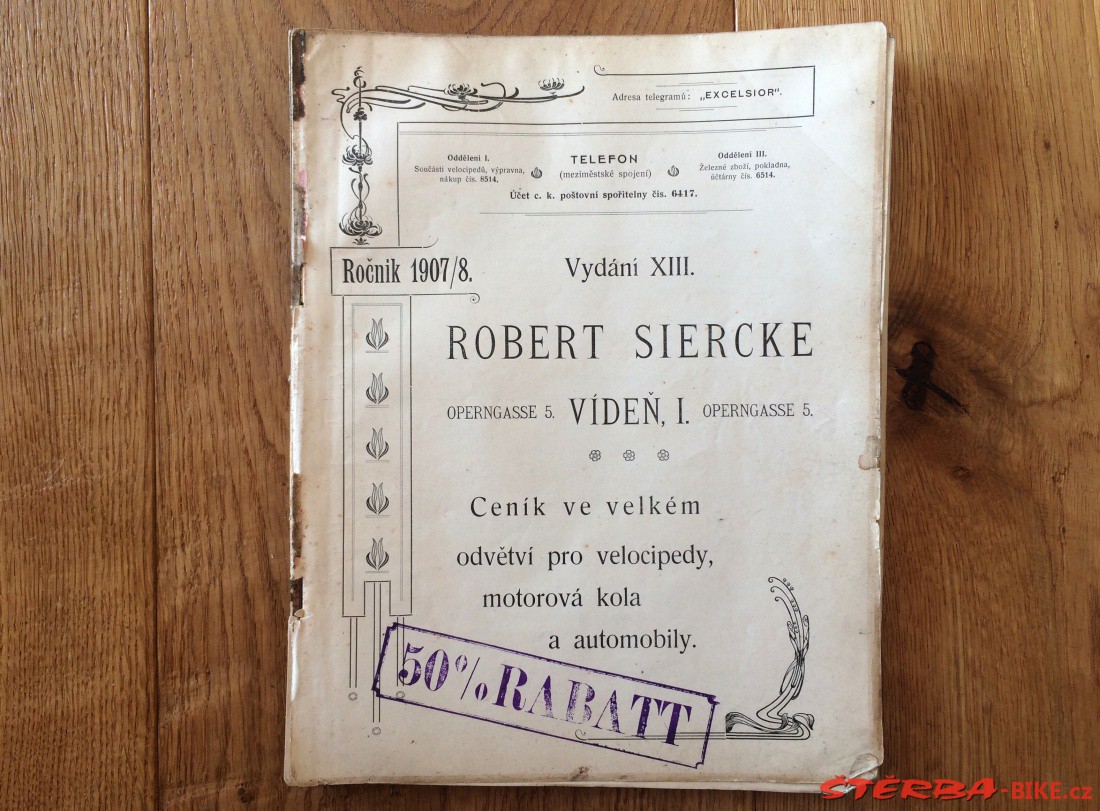 Adresa telegramů: „EXCELSIOR".
Oddělení I.
Součásti velocipedů, výpravna,
nákup čís. 8514.
TELEFON
(meziměstské spojení)
Oddělení III.
Železné zboží, pokladna,
účtárny čís. 6514.
Účet c. k. poštovní spořitelny čís. 6417.
Ročník 1907/8.
Vydání XIII.
ROBERT SIERCKE
OPERNGASSE 5. VÍDEŇ, I. OPERNGASSE 5.
Ceník ve velkém
odvětví pro velocipedy,
motorová kola
a automobily.
50% RABATT
ŠTĚRBA-BIKE.cz